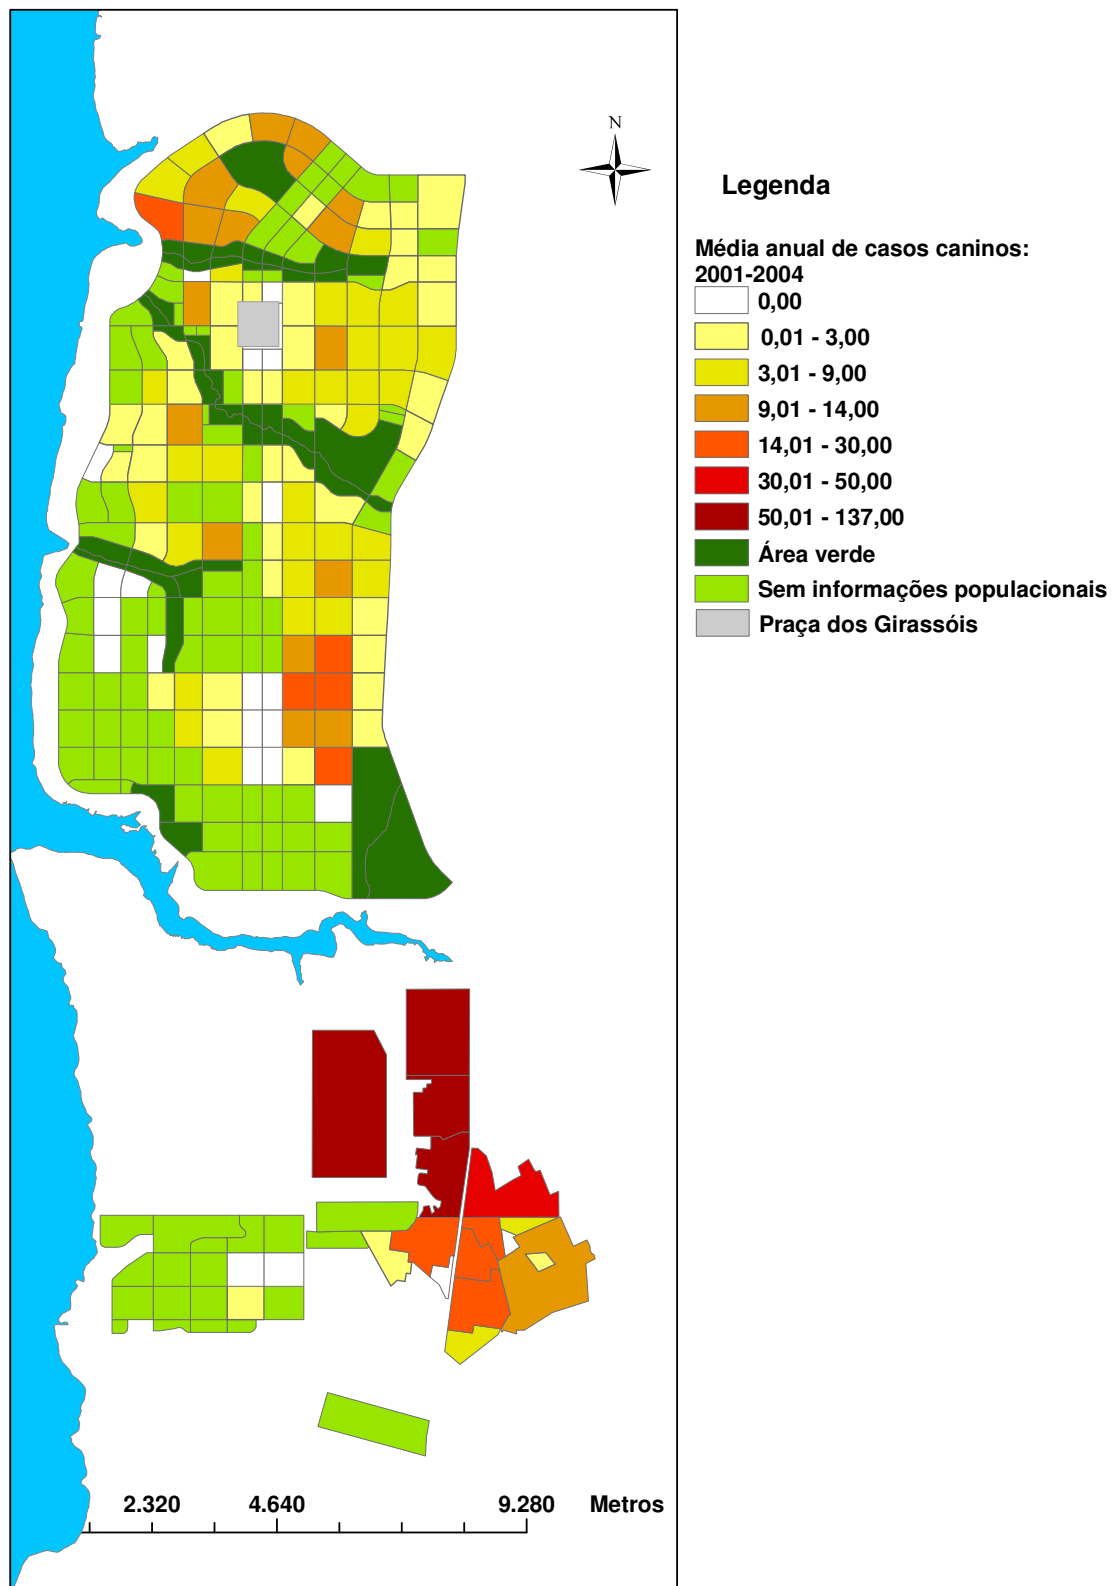 N
Legenda
Média anual de casos caninos:
2001-2004
0,00
0,01 - 3,00
3,01 - 9,00
9,01 - 14,00
14,01 - 30,00
30,01 - 50,00
50,01 - 137,00
Área verde
Sem informações populacionais
Praça dos Girassóis
2.320 4.640 9.280 Metros